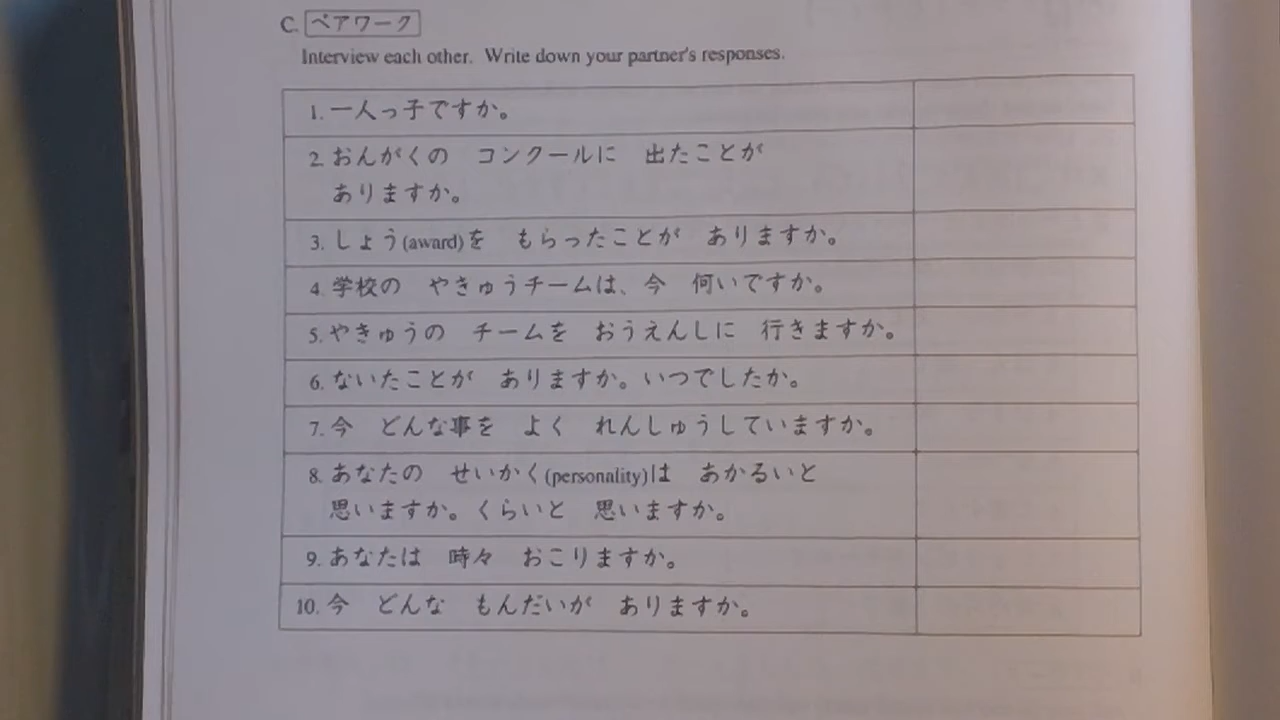 C. ペアワーク
Interview each other. Write down your partner's responses.
1. 一人っ子ですか。
2. おんがくの コンクールに 出たことが
ありますか。
3. しょう(award)を もらったことが ありますか。
4. 学校の やきゅうチームは、今 何いですか。
5. やきゅうの チームを おうえんしに 行きますか。
6. ないたことが ありますか。いつでしたか。
7. 今 どんな事を よく れんしゅうしていますか。
8. あなたの せいかく(personality)は あかるいと
思いますか。くらいと 思いますか。
9. あなたは 時々 おこりますか。
10. 今 どんな もんだいが ありますか。